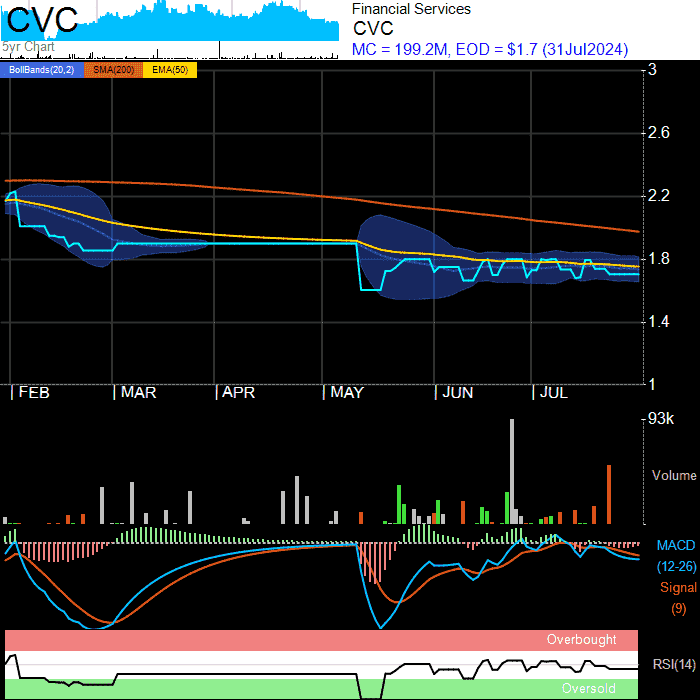 CVC
5yr Chart
Financial Services
CVC
MC = 199.2M, EOD = $1.7 (31Jul2024)
BollBands(20,2) SMA(200) EMA(50)
3
2.6
2.2
1.8
1.4
1
FEB MAR APR MAY JUN JUL
93k
Volume
MACD
(12-26)
Signal
(9)
Overbought
RSI(14)
Oversold